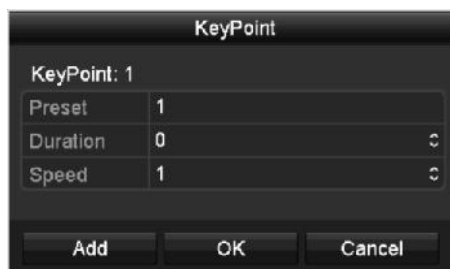 KeyPoint
KeyPoint: 1
Preset 1
Duration 0
Speed 1
Add OK Cancel